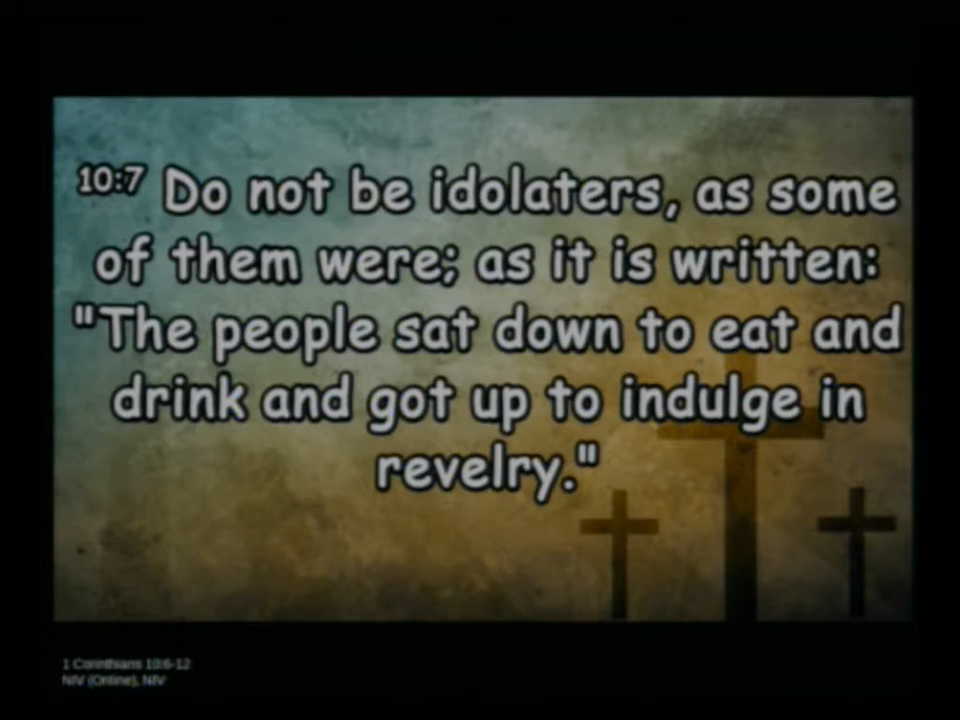 10:7 Do not be idolaters, as some
of them were; as it is written:
"The people sat down to eat and
drink and got up to indulge in
revelry."
1 Corinthians 10:6-12
NIV (Online), NIV